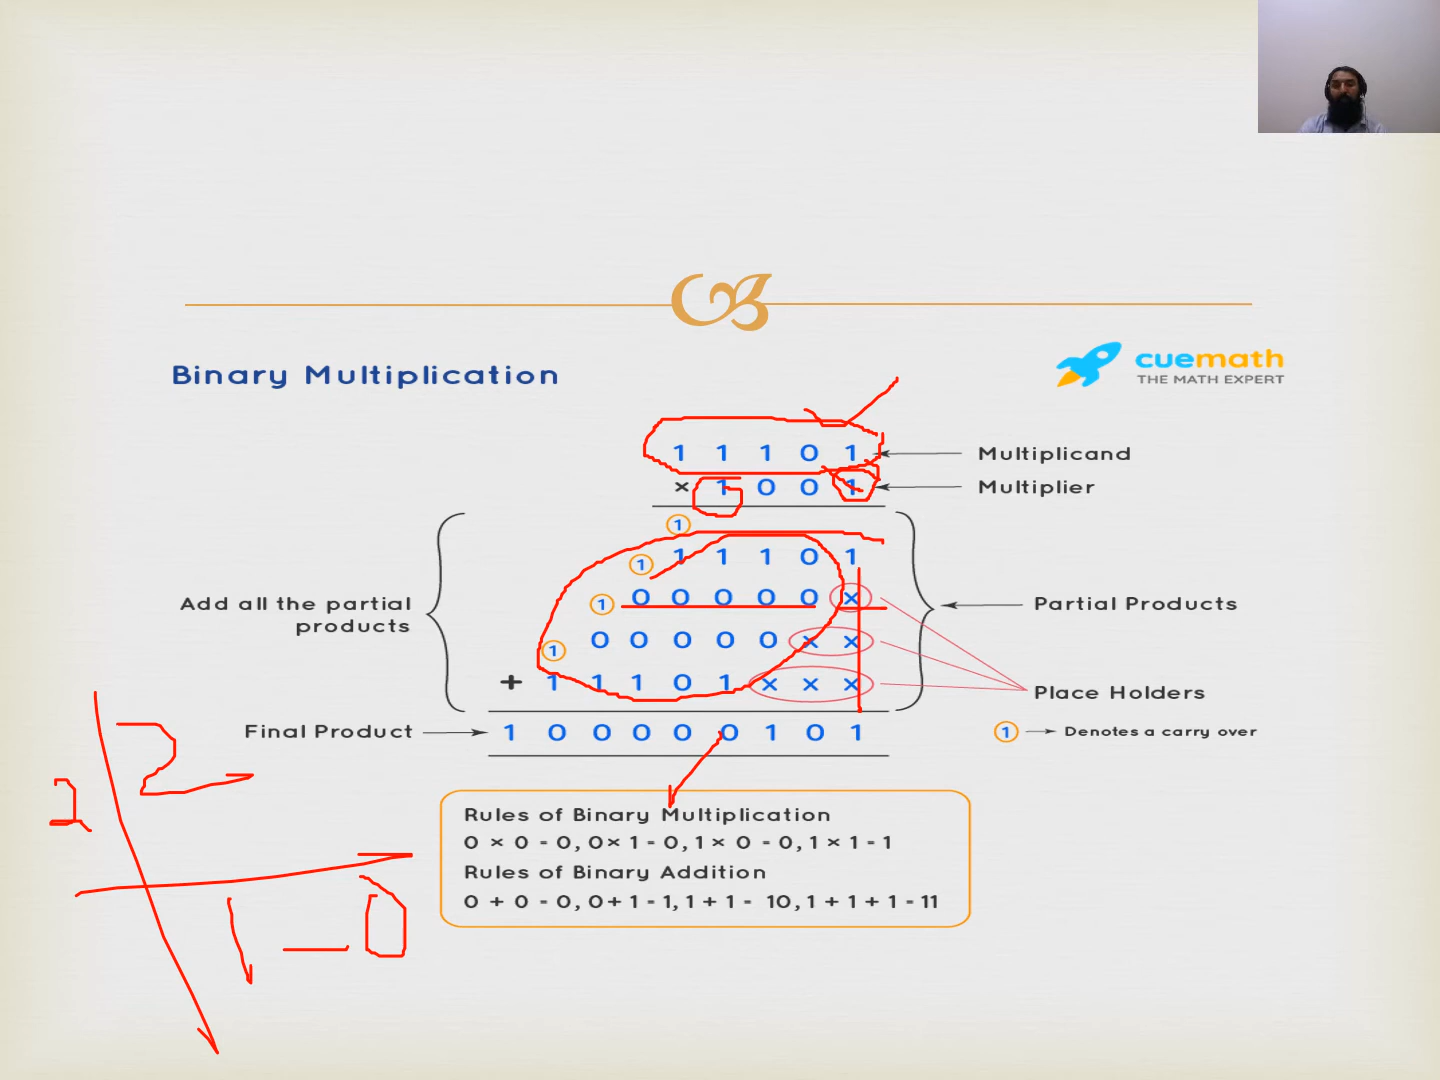 Binary Multiplication
cuemath
THE MATH EXPERT
1 1 1 0 1
Multiplicand
× 1 0 0 1
Multiplier
1
1 1 1 1 0 1
1 0 0 0 0 0 ×
Add all the partial
products
Partial Products
1 0 0 0 0 0 × ×
+ 1 1 1 0 1 × × ×
Place Holders
Final Product
1 0 0 0 0 0 1 0 1
1 Denotes a carry over
2
2
Rules of Binary Multiplication
0 × 0 = 0, 0 × 1 = 0, 1 × 0 = 0, 1 × 1 = 1
Rules of Binary Addition
0 + 0 = 0, 0 + 1 = 1, 1 + 1 = 10, 1 + 1 + 1 = 11
1 _ 0